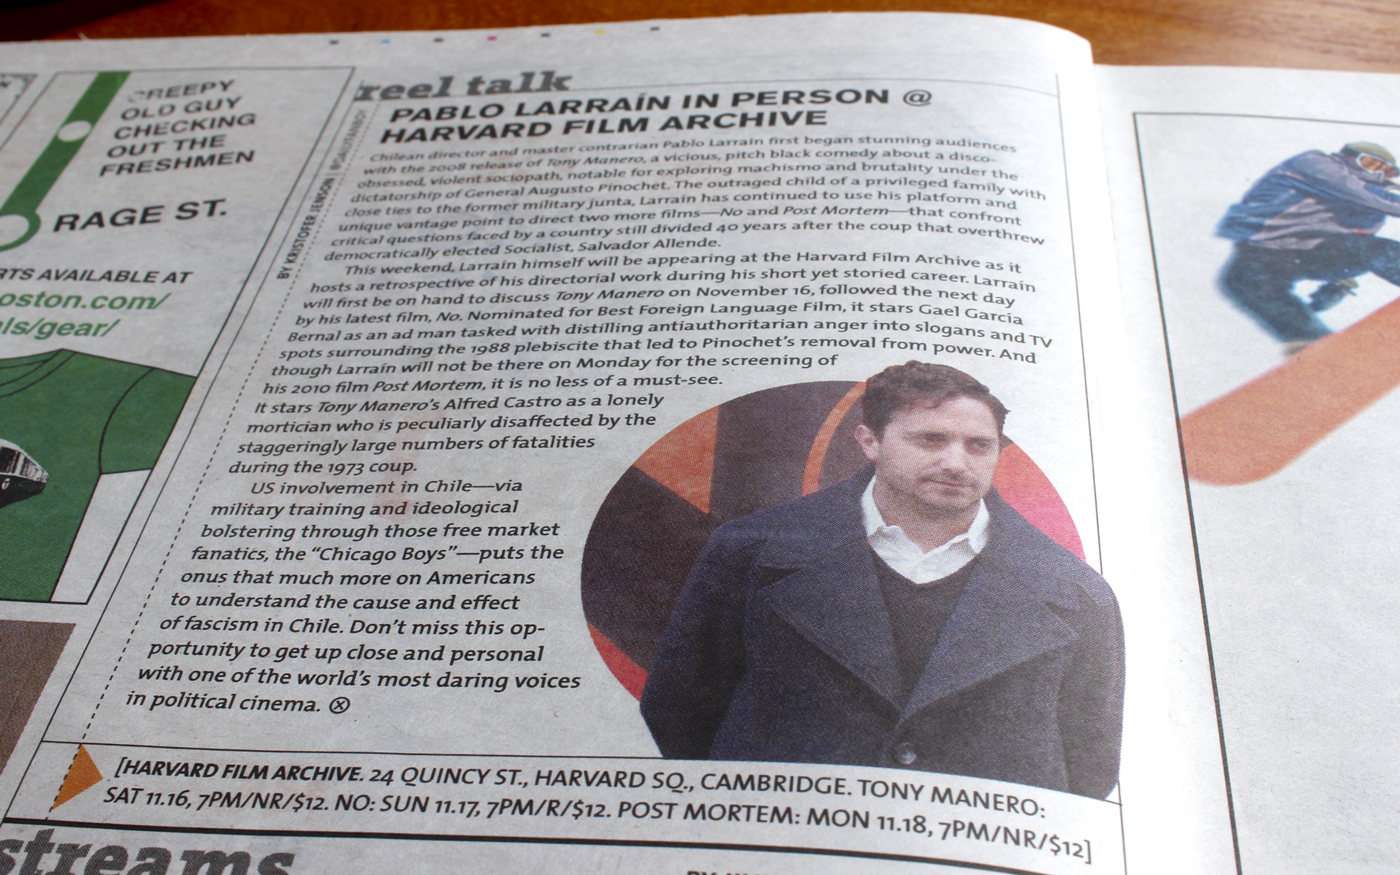 CREEPY
OLD GUY
CHECKING
OUT THE
FRESHMEN
RAGE ST.
AVAILABLE AT
oston.com/
ls/gear/
reel talk
PABLO LARRAÍN IN PERSON @
HARVARD FILM ARCHIVE
BY KRISTOFER JENSON
Chilean director and master contrarian Pablo Larraín first began stunning audiences
with the 2008 release of Tony Manero, a vicious, pitch black comedy about a disco-
obsessed, violent sociopath, notable for exploring machismo and brutality under the
dictatorship of General Augusto Pinochet. The outraged child of a privileged family with
close ties to the former military junta, Larraín has continued to use his platform and
unique vantage point to direct two more films—No and Post Mortem—that confront
critical questions faced by a country still divided 40 years after the coup that overthrew
democratically elected Socialist, Salvador Allende.
This weekend, Larraín himself will be appearing at the Harvard Film Archive as it
hosts a retrospective of his directorial work during his short yet storied career. Larraín
will first be on hand to discuss Tony Manero on November 16, followed the next day
by his latest film, No. Nominated for Best Foreign Language Film, it stars Gael García
Bernal as an ad man tasked with distilling antiauthoritarian anger into slogans and TV
spots surrounding the 1988 plebiscite that led to Pinochet's removal from power. And
though Larraín will not be there on Monday for the screening of
his 2010 film Post Mortem, it is no less of a must-see.
It stars Tony Manero's Alfred Castro as a lonely
mortician who is peculiarly disaffected by the
staggeringly large numbers of fatalities
during the 1973 coup.
US involvement in Chile—via
military training and ideological
bolstering through those free market
fanatics, the "Chicago Boys"—puts the
onus that much more on Americans
to understand the cause and effect
of fascism in Chile. Don't miss this op-
portunity to get up close and personal
with one of the world's most daring voices
in political cinema. ⓧ
[HARVARD FILM ARCHIVE. 24 QUINCY ST., HARVARD SQ., CAMBRIDGE. TONY MANERO:
SAT 11.16, 7PM/NR/$12. NO: SUN 11.17, 7PM/R/$12. POST MORTEM: MON 11.18, 7PM/NR/$12]
streams